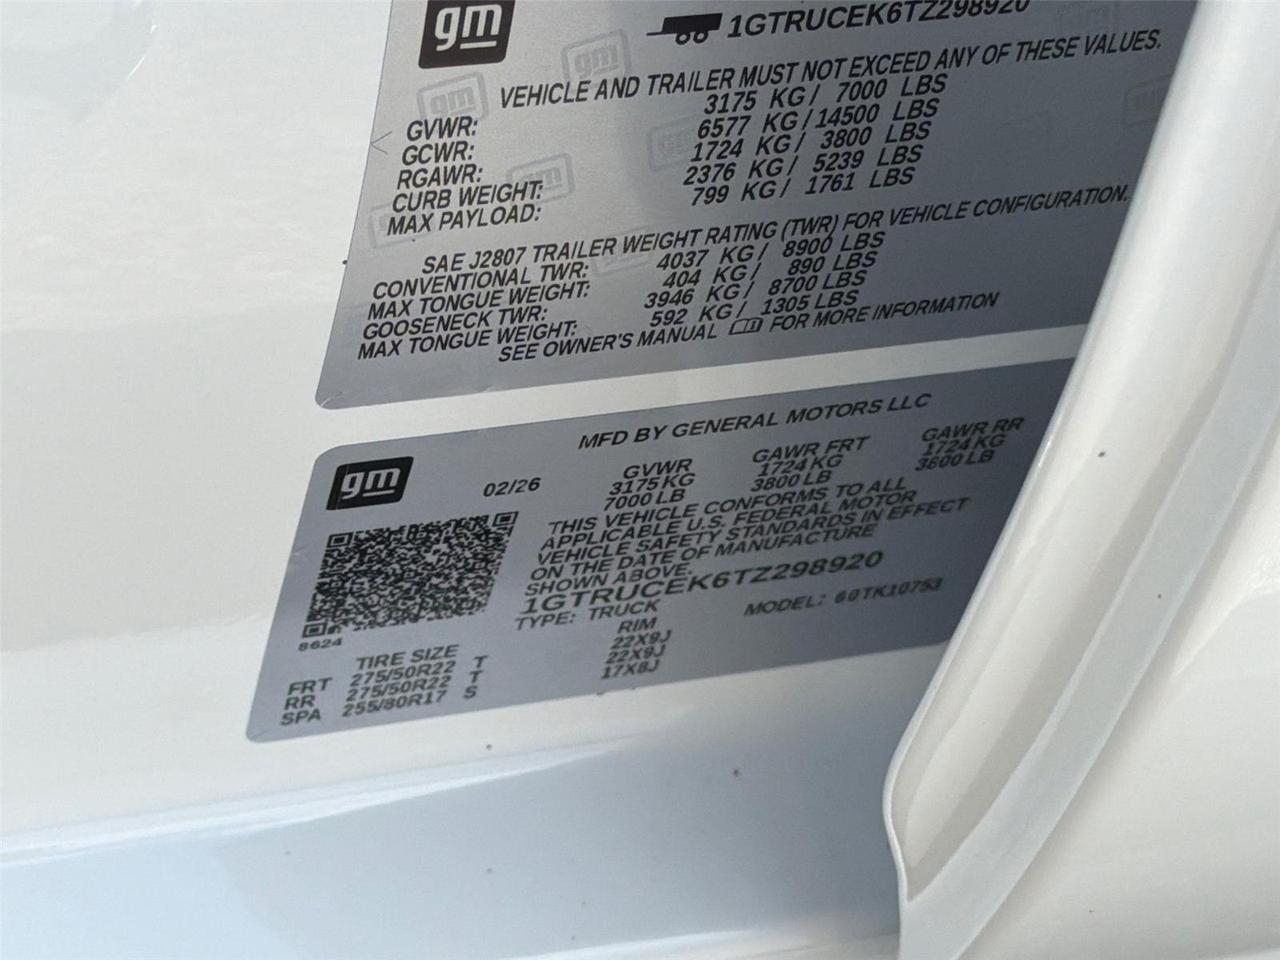 gm
1GTRUCEK6TZ298920
VEHICLE AND TRAILER MUST NOT EXCEED ANY OF THESE VALUES.
GVWR: 3175 KG/ 7000 LBS
GCWR: 6577 KG/14500 LBS
RGAWR: 1724 KG/ 3800 LBS
CURB WEIGHT: 2376 KG/ 5239 LBS
MAX PAYLOAD: 799 KG/ 1761 LBS
SAE J2807 TRAILER WEIGHT RATING (TWR) FOR VEHICLE CONFIGURATION.
CONVENTIONAL TWR: 4037 KG/ 8900 LBS
MAX TONGUE WEIGHT: 404 KG/ 890 LBS
GOOSENECK TWR: 3946 KG/ 8700 LBS
MAX TONGUE WEIGHT: 592 KG/ 1305 LBS
SEE OWNER'S MANUAL FOR MORE INFORMATION
MFD BY GENERAL MOTORS LLC
gm
02/26
GVWR GAWR FRT GAWR RR
3175 KG 1724 KG 1724 KG
7000 LB 3800 LB 3800 LB
THIS VEHICLE CONFORMS TO ALL
APPLICABLE U.S. FEDERAL MOTOR
VEHICLE SAFETY STANDARDS IN EFFECT
ON THE DATE OF MANUFACTURE
SHOWN ABOVE.
1GTRUCEK6TZ298920
TYPE: TRUCK MODEL: 60TK10753
8624
TIRE SIZE RIM
FRT 275/50R22 T 22X9J
RR 275/50R22 T 22X9J
SPA 255/80R17 S 17X8J